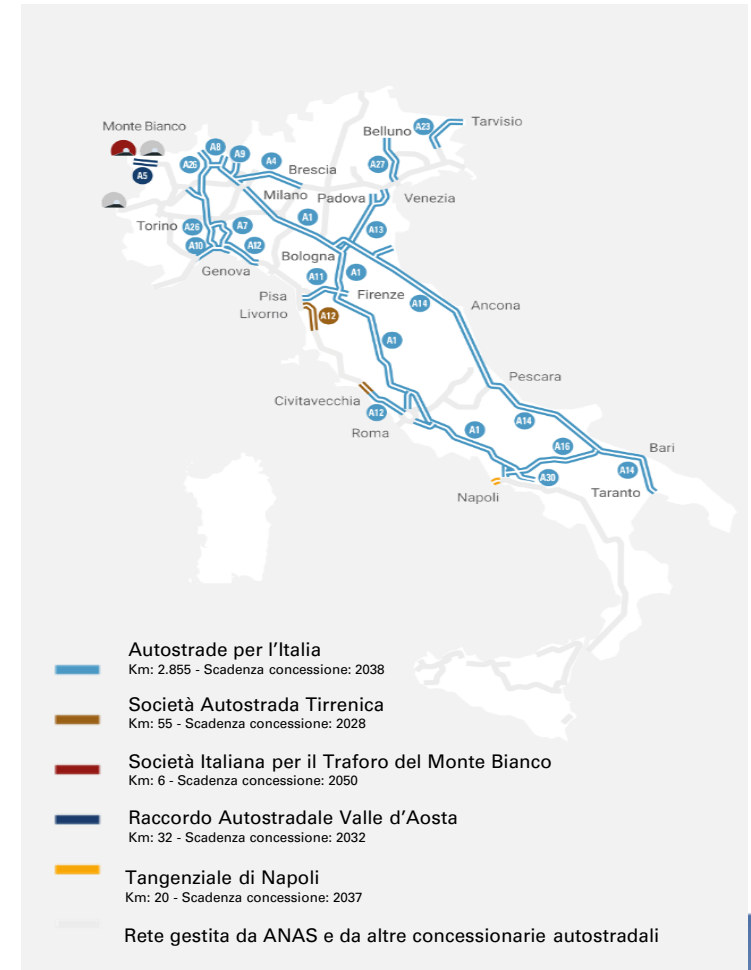 Monte Bianco
A5
A26
A8
A9
A4
Brescia
Belluno
A23
Tarvisio
A27
Milano
Padova
Venezia
A1
A13
Torino
A26
A7
A10
A12
Genova
Bologna
A11
A1
Pisa
Firenze
Livorno
A12
A14
Ancona
A1
Pescara
Civitavecchia
A12
Roma
A1
A14
A16
Bari
A14
A30
Napoli
Taranto
Autostrade per l’Italia
Km: 2.855 - Scadenza concessione: 2038
Società Autostrada Tirrenica
Km: 55 - Scadenza concessione: 2028
Società Italiana per il Traforo del Monte Bianco
Km: 6 - Scadenza concessione: 2050
Raccordo Autostradale Valle d’Aosta
Km: 32 - Scadenza concessione: 2032
Tangenziale di Napoli
Km: 20 - Scadenza concessione: 2037
Rete gestita da ANAS e da altre concessionarie autostradali